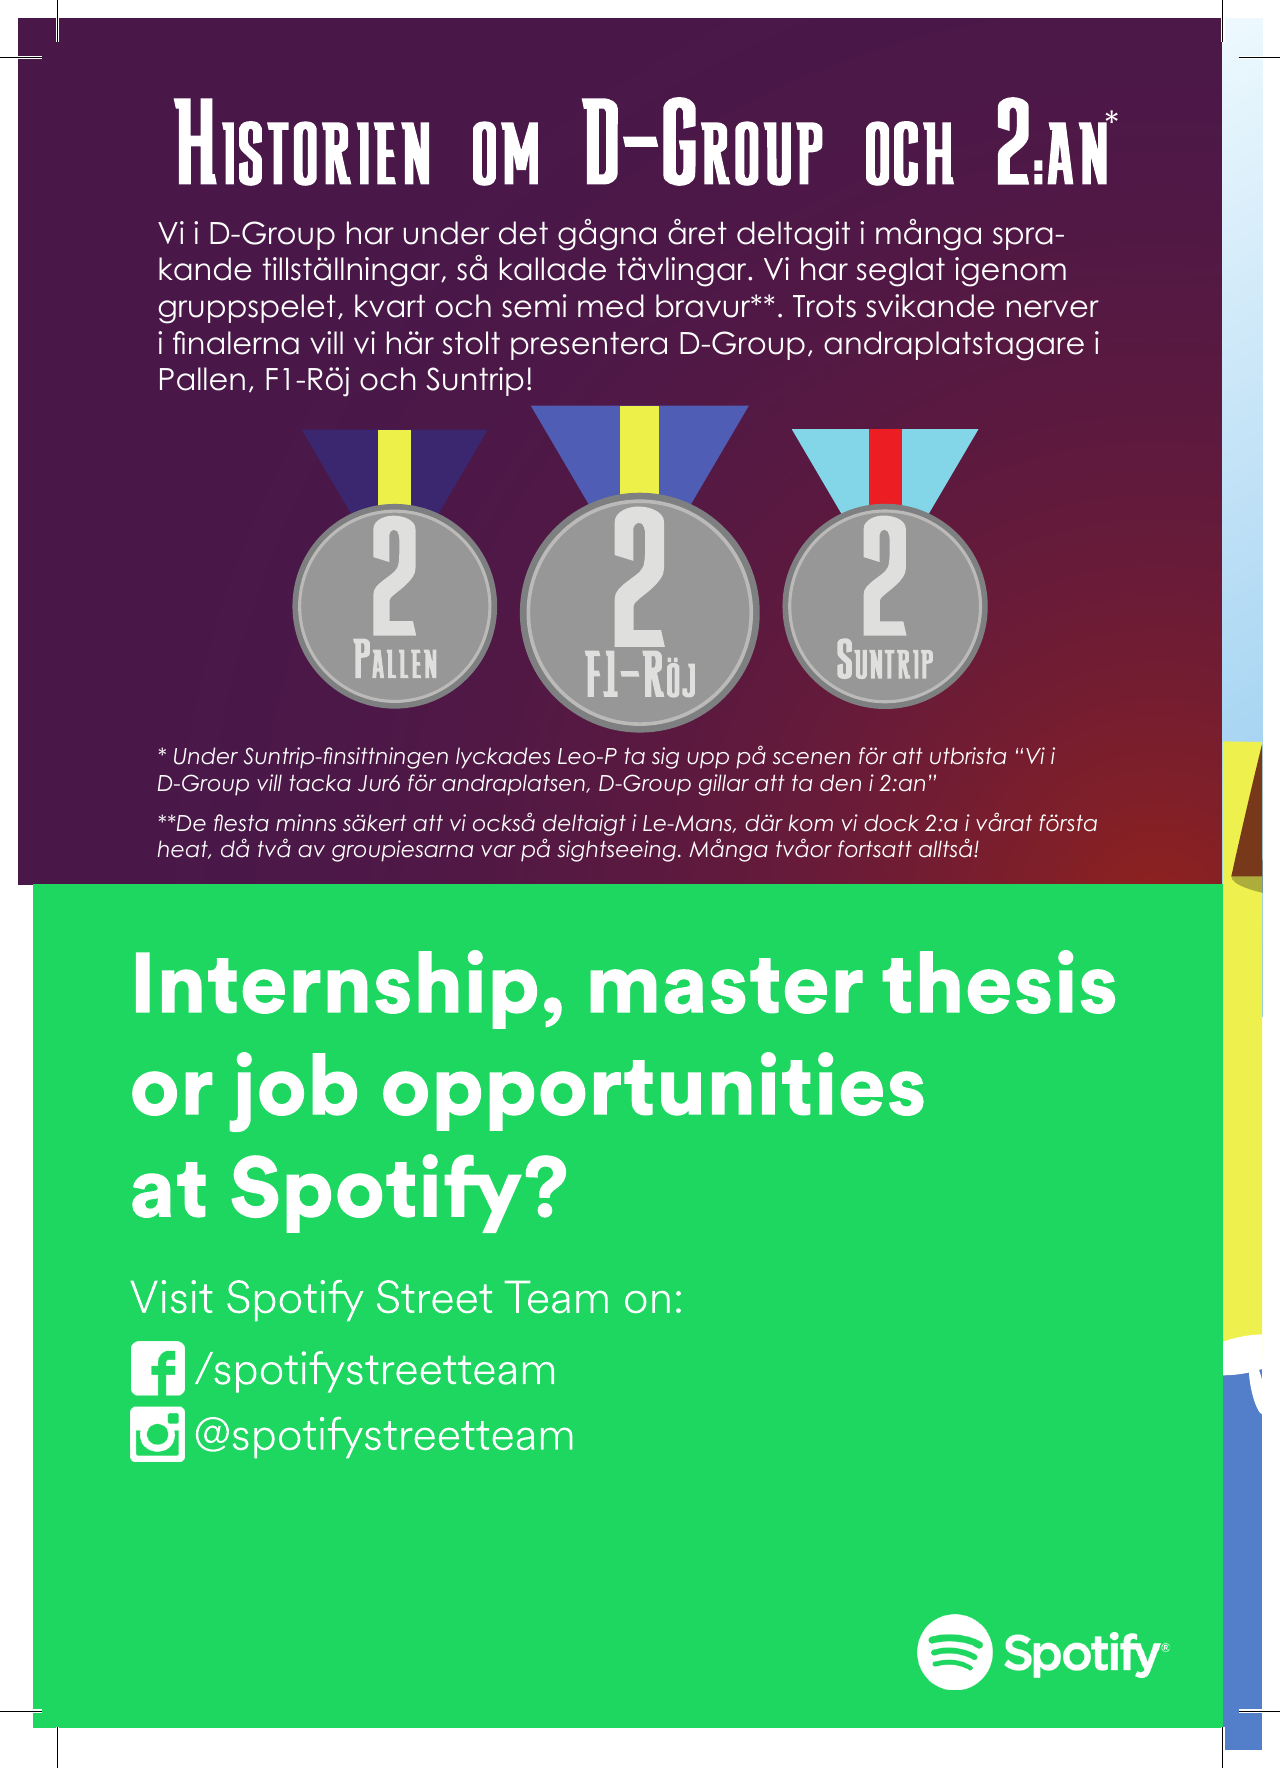 Historien om D-Group och 2:an*
Vi i D-Group har under det gågna året deltagit i många spra-
kande tillställningar, så kallade tävlingar. Vi har seglat igenom
gruppspelet, kvart och semi med bravur**. Trots svikande nerver
i finalerna vill vi här stolt presentera D-Group, andraplatstagare i
Pallen, F1-Röj och Suntrip!
2
Pallen
2
F1-Röj
2
Suntrip
* Under Suntrip-finsittningen lyckades Leo-P ta sig upp på scenen för att utbrista “Vi i
D-Group vill tacka Jur6 för andraplatsen, D-Group gillar att ta den i 2:an”
**De flesta minns säkert att vi också deltaigt i Le-Mans, där kom vi dock 2:a i vårat första
heat, då två av groupiesarna var på sightseeing. Många tvåor fortsatt alltså!
Internship, master thesis
or job opportunities
at Spotify?
Visit Spotify Street Team on:
/spotifystreetteam
@spotifystreetteam
Spotify®